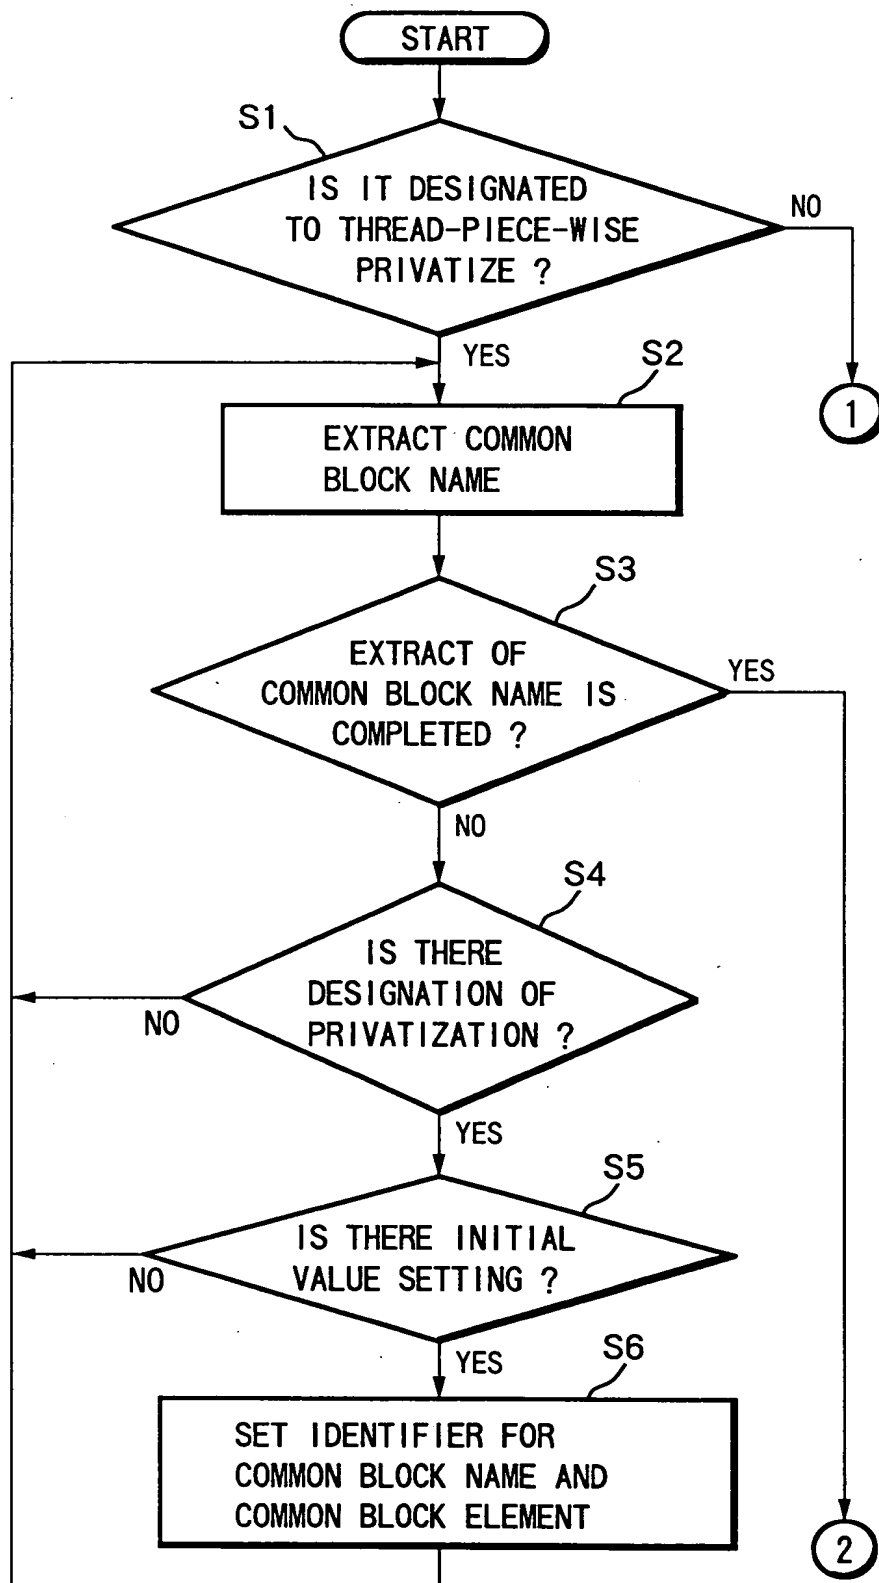 START
S1
IS IT DESIGNATED
TO THREAD-PIECE-WISE
PRIVATIZE ?
NO
YES
S2
1
EXTRACT COMMON
BLOCK NAME
S3
EXTRACT OF
COMMON BLOCK NAME IS
COMPLETED ?
YES
NO
S4
IS THERE
DESIGNATION OF
PRIVATIZATION ?
NO
YES
S5
IS THERE INITIAL
VALUE SETTING ?
NO
YES
S6
SET IDENTIFIER FOR
COMMON BLOCK NAME AND
COMMON BLOCK ELEMENT
2